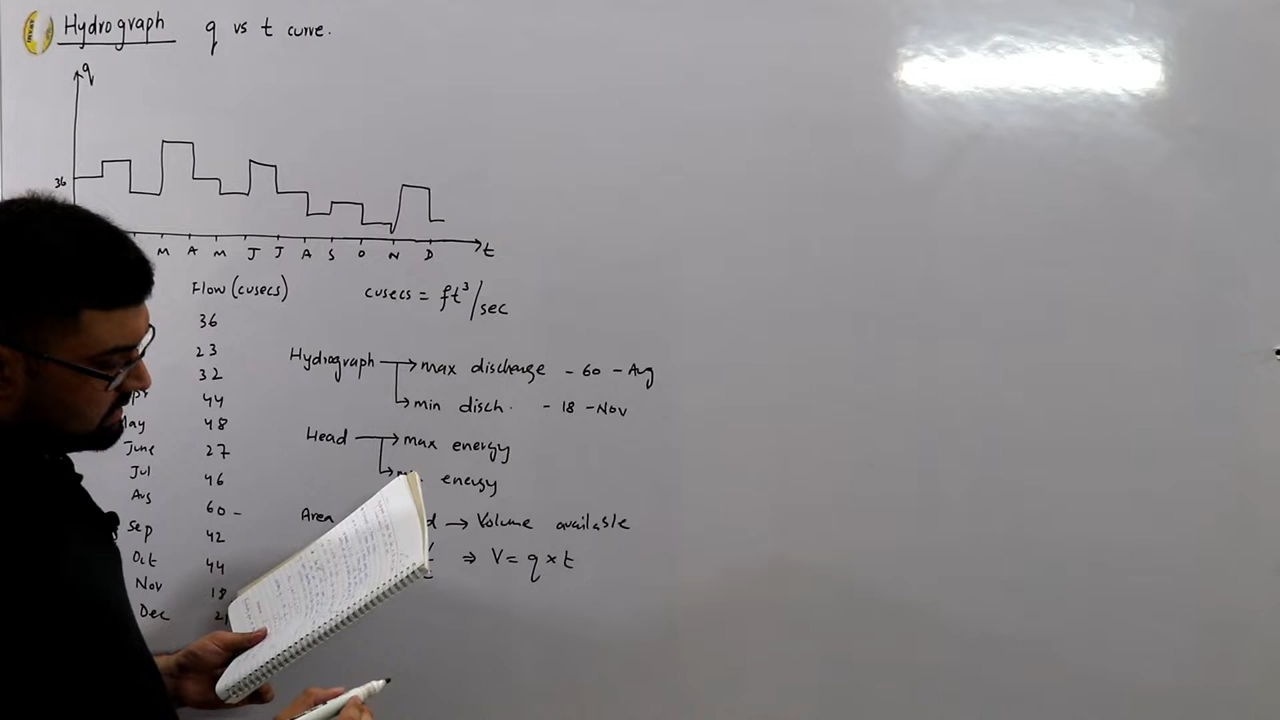 Hydrograph q vs t curve.
q
36
M A M J J A S O N D t
Flow (cusecs) cusecs = ft³/sec
36
23
32
44
May 48
June 27
Jul 46
Aug 60 -
Sep 42
Oct 44
Nov 18
Dec
Hydrograph → max discharge - 60 - Aug
→ min disch. - 18 - Nov
Head → max energy
→ energy
Area → Volume available
⇒ V = q × t